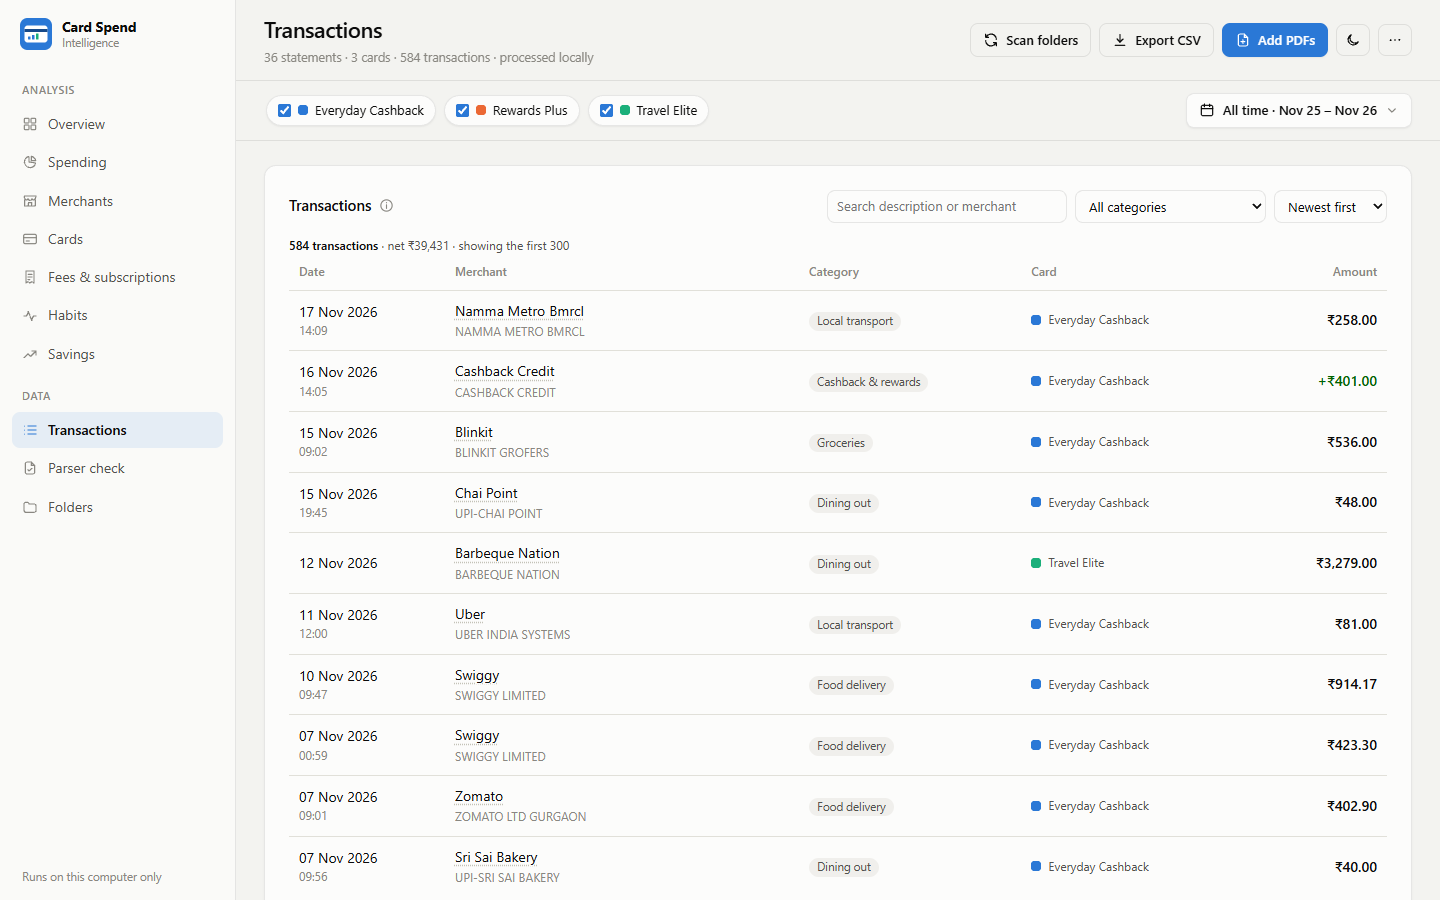 Card Spend
Intelligence
ANALYSIS
Overview
Spending
Merchants
Cards
Fees & subscriptions
Habits
Savings
DATA
Transactions
Parser check
Folders
Runs on this computer only
Transactions
36 statements · 3 cards · 584 transactions · processed locally
Scan folders
Export CSV
Add PDFs
Everyday Cashback
Rewards Plus
Travel Elite
All time · Nov 25 – Nov 26
Transactions
Search description or merchant
All categories
Newest first
584 transactions · net ₹39,431 · showing the first 300
Date Merchant Category Card Amount
17 Nov 2026 Namma Metro Bmrcl Local transport Everyday Cashback ₹258.00
14:09 NAMMA METRO BMRCL
16 Nov 2026 Cashback Credit Cashback & rewards Everyday Cashback +₹401.00
14:05 CASHBACK CREDIT
15 Nov 2026 Blinkit Groceries Everyday Cashback ₹536.00
09:02 BLINKIT GROFERS
15 Nov 2026 Chai Point Dining out Everyday Cashback ₹48.00
19:45 UPI-CHAI POINT
12 Nov 2026 Barbeque Nation Dining out Travel Elite ₹3,279.00
BARBEQUE NATION
11 Nov 2026 Uber Local transport Everyday Cashback ₹81.00
12:00 UBER INDIA SYSTEMS
10 Nov 2026 Swiggy Food delivery Everyday Cashback ₹914.17
09:47 SWIGGY LIMITED
07 Nov 2026 Swiggy Food delivery Everyday Cashback ₹423.30
00:59 SWIGGY LIMITED
07 Nov 2026 Zomato Food delivery Everyday Cashback ₹402.90
09:01 ZOMATO LTD GURGAON
07 Nov 2026 Sri Sai Bakery Dining out Everyday Cashback ₹40.00
09:56 UPI-SRI SAI BAKERY